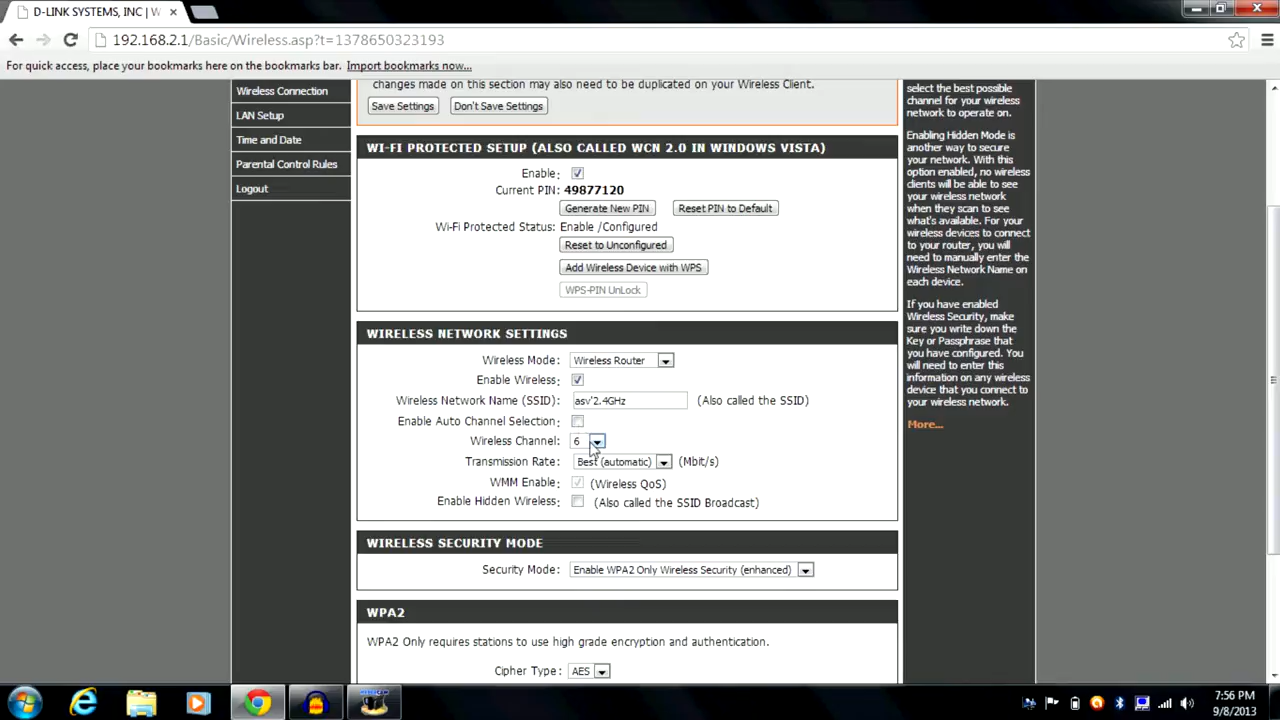 D-LINK SYSTEMS, INC | W
192.168.2.1/Basic/Wireless.asp?t=1378650323193
For quick access, place your bookmarks here on the bookmarks bar. Import bookmarks now...
Wireless Connection
LAN Setup
Time and Date
Parental Control Rules
Logout
changes made on this section may also need to be duplicated on your Wireless Client.
Save Settings Don't Save Settings
WI-FI PROTECTED SETUP (ALSO CALLED WCN 2.0 IN WINDOWS VISTA)
Enable:
Current PIN: 49877120
Generate New PIN Reset PIN to Default
Wi-Fi Protected Status: Enable /Configured
Reset to Unconfigured
Add Wireless Device with WPS
WPS-PIN UnLock
WIRELESS NETWORK SETTINGS
Wireless Mode: Wireless Router
Enable Wireless:
Wireless Network Name (SSID): asv'2.4GHz (Also called the SSID)
Enable Auto Channel Selection:
Wireless Channel: 6
Transmission Rate: Best (automatic) (Mbit/s)
WMM Enable: (Wireless QoS)
Enable Hidden Wireless: (Also called the SSID Broadcast)
WIRELESS SECURITY MODE
Security Mode: Enable WPA2 Only Wireless Security (enhanced)
WPA2
WPA2 Only requires stations to use high grade encryption and authentication.
Cipher Type: AES
select the best possible
channel for your wireless
network to operate on.
Enabling Hidden Mode is
another way to secure
your network. With this
option enabled, no wireless
clients will be able to see
your wireless network
when they scan to see
what's available. For your
wireless devices to connect
to your router, you will
need to manually enter the
Wireless Network Name on
each device.
If you have enabled
Wireless Security, make
sure you write down the
Key or Passphrase that
you have configured. You
will need to enter this
information on any wireless
device that you connect to
your wireless network.
More...
7:56 PM
9/8/2013